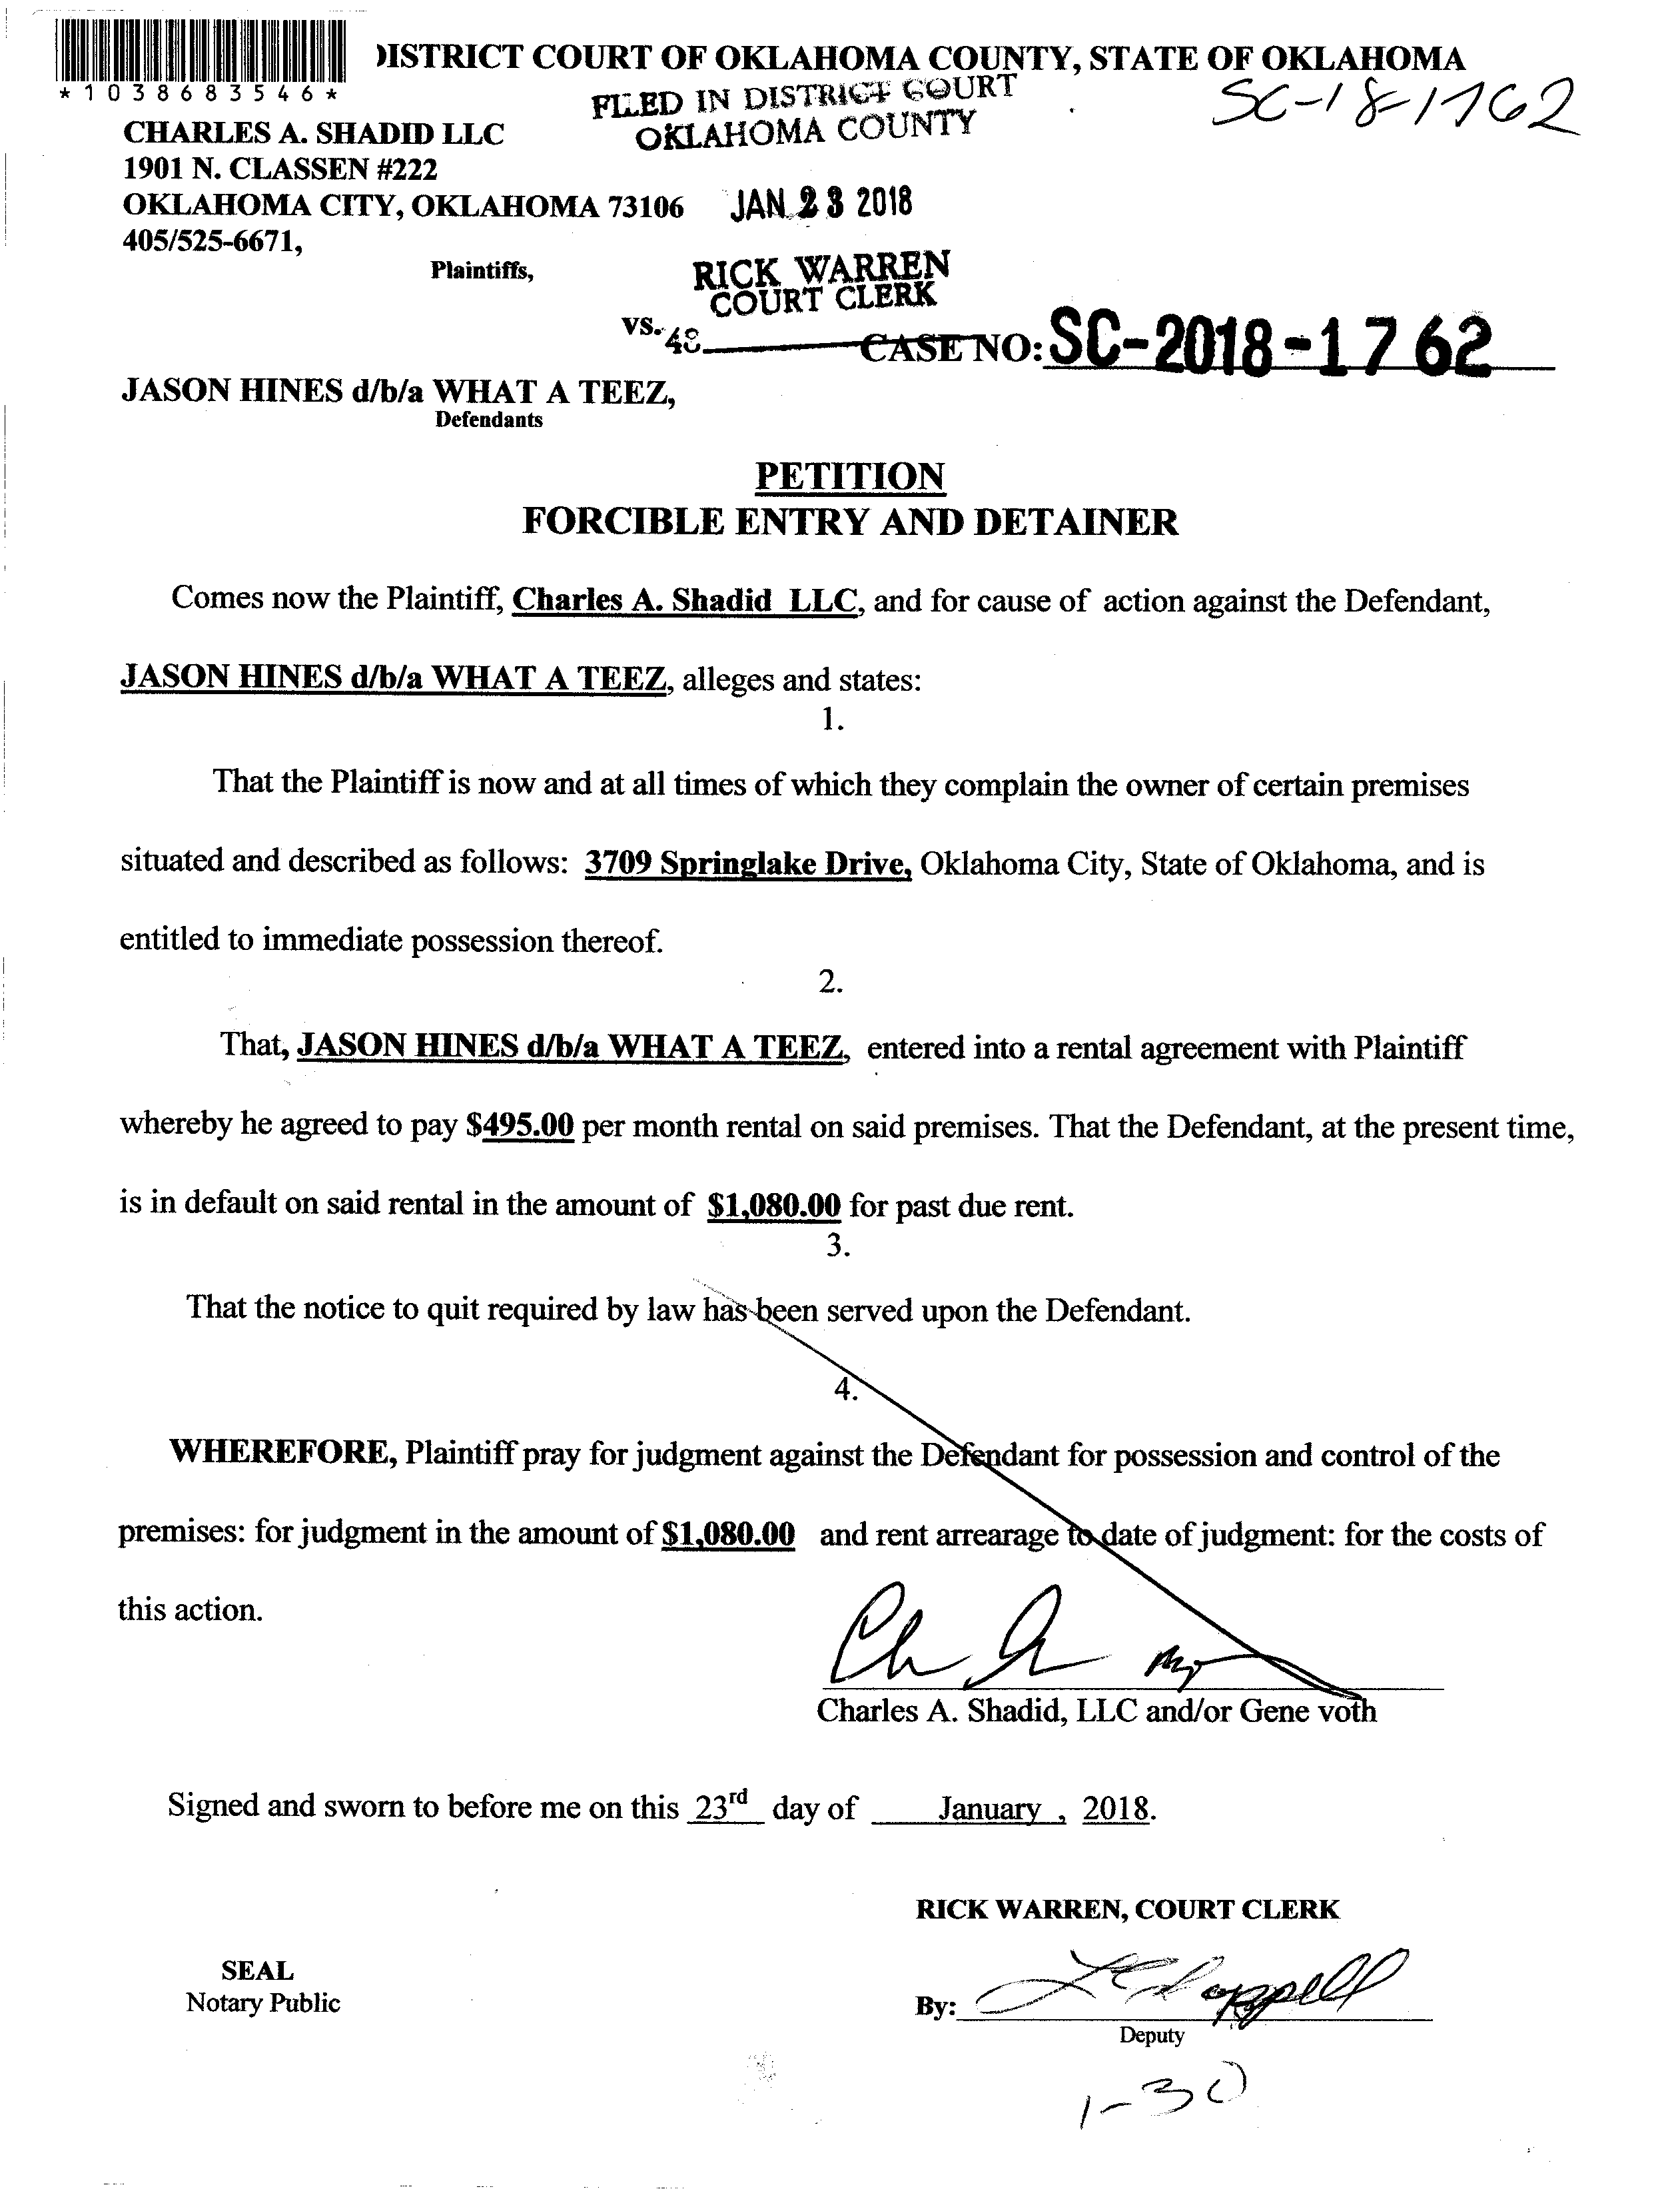 DISTRICT COURT OF OKLAHOMA COUNTY, STATE OF OKLAHOMA
*1038683546*
FILED IN DISTRICT COURT
OKLAHOMA COUNTY
SC-18-1762
CHARLES A. SHADID LLC
1901 N. CLASSEN #222
OKLAHOMA CITY, OKLAHOMA 73106
JAN 23 2018
405/525-6671,
Plaintiffs,
RICK WARREN
COURT CLERK
vs. 48
CASE NO: SC-2018-1762
JASON HINES d/b/a WHAT A TEEZ,
Defendants
PETITION
FORCIBLE ENTRY AND DETAINER
Comes now the Plaintiff, Charles A. Shadid LLC, and for cause of action against the Defendant,
JASON HINES d/b/a WHAT A TEEZ, alleges and states:
1.
That the Plaintiff is now and at all times of which they complain the owner of certain premises
situated and described as follows: 3709 Springlake Drive, Oklahoma City, State of Oklahoma, and is
entitled to immediate possession thereof.
2.
That, JASON HINES d/b/a WHAT A TEEZ, entered into a rental agreement with Plaintiff
whereby he agreed to pay $495.00 per month rental on said premises. That the Defendant, at the present time,
is in default on said rental in the amount of $1,080.00 for past due rent.
3.
That the notice to quit required by law has been served upon the Defendant.
4.
WHEREFORE, Plaintiff pray for judgment against the Defendant for possession and control of the
premises: for judgment in the amount of $1,080.00 and rent arrearage to date of judgment: for the costs of
this action.
Charles A. Shadid, LLC and/or Gene voth
Signed and sworn to before me on this 23rd day of January, 2018.
RICK WARREN, COURT CLERK
SEAL
Notary Public
By:
Deputy
1-30